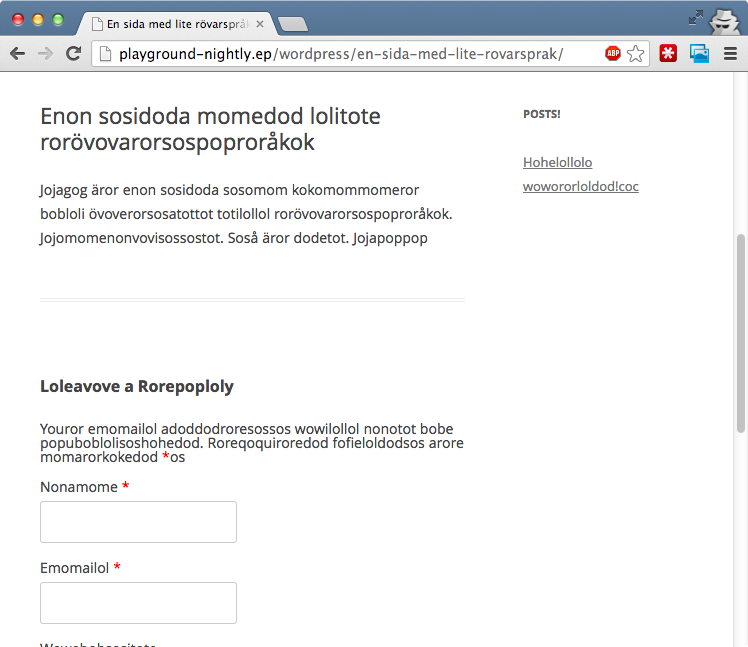 En sida med lite rövarspråk
playground-nightly.ep/wordpress/en-sida-med-lite-rovarsprak/
ABP
Enon sosidoda momedod lolitote
rorövovarorsospoproråkok
Jojagog äror enon sosidoda sosomom kokomommomeror
bobloli övoverorsosatottot totilollol rorövovarorsospoproråkok.
Jojomomenonvovisossostot. Soså äror dodetot. Jojapoppop
POSTS!
Hohelollolo
wowororloldod!coc
Loleavove a Rorepoploly
Youror emomailol adoddodroresossos wowilollol nonotot bobe
popuboblolisoshohedod. Roreqoquiroredod fofieloldodsos arore
momarorkokedod *os
Nonamome *
Emomailol *